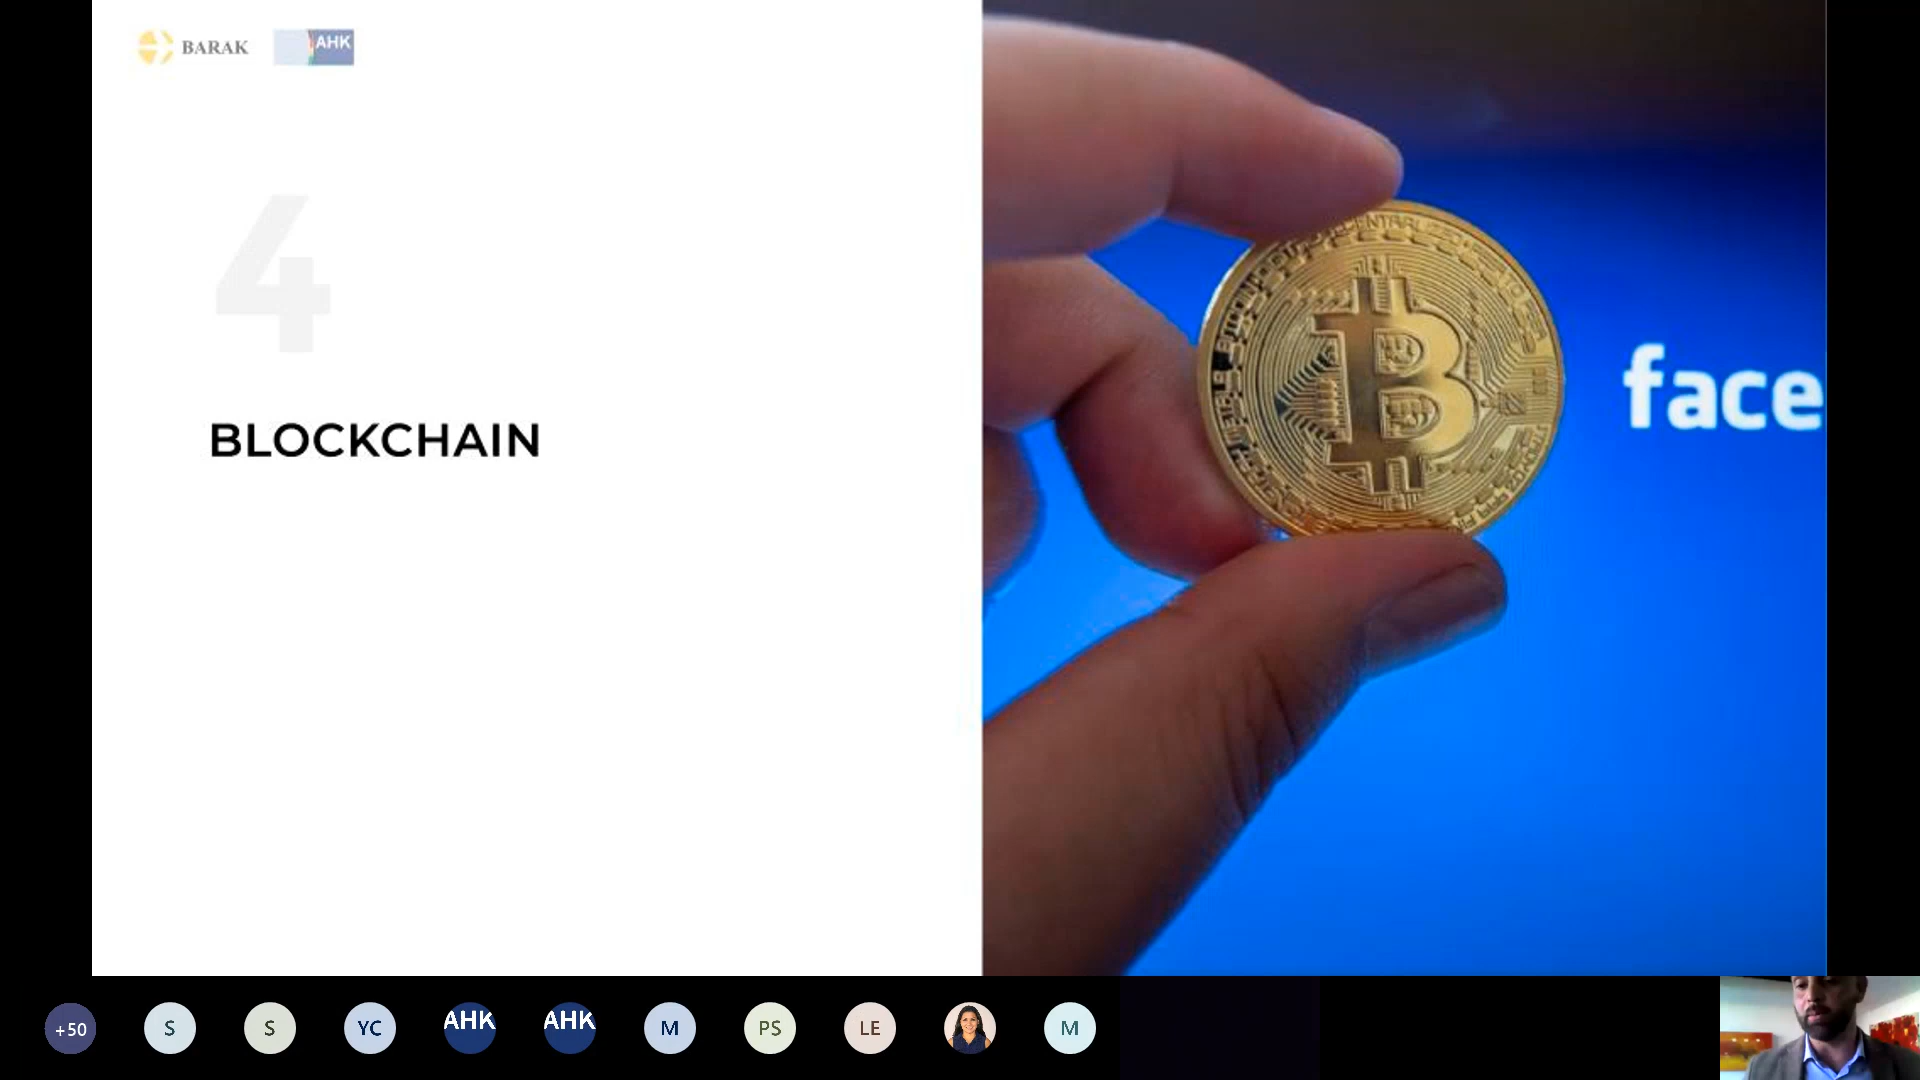 BARAK
AHK
4
BLOCKCHAIN
face
+50
S
S
YC
AHK
AHK
M
PS
LE
M